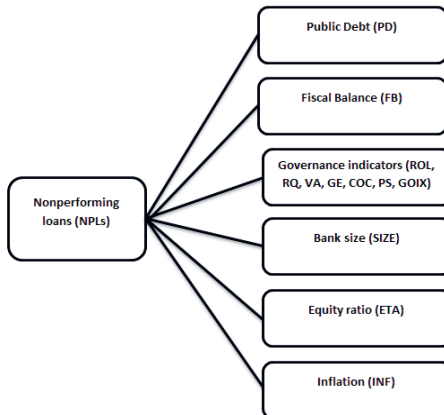 Public Debt (PD)
Fiscal Balance (FB)
Governance indicators (ROL,
RQ, VA, GE, COC, PS, GOIX)
Nonperforming
loans (NPLs)
Bank size (SIZE)
Equity ratio (ETA)
Inflation (INF)